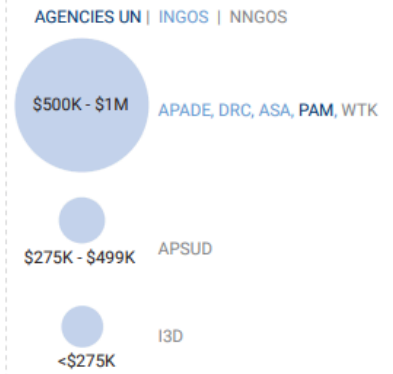 AGENCIES UN | INGOS | NNGOS
$500K - $1M
APADE, DRC, ASA, PAM, WTK
$275K - $499K
APSUD
I3D
<$275K